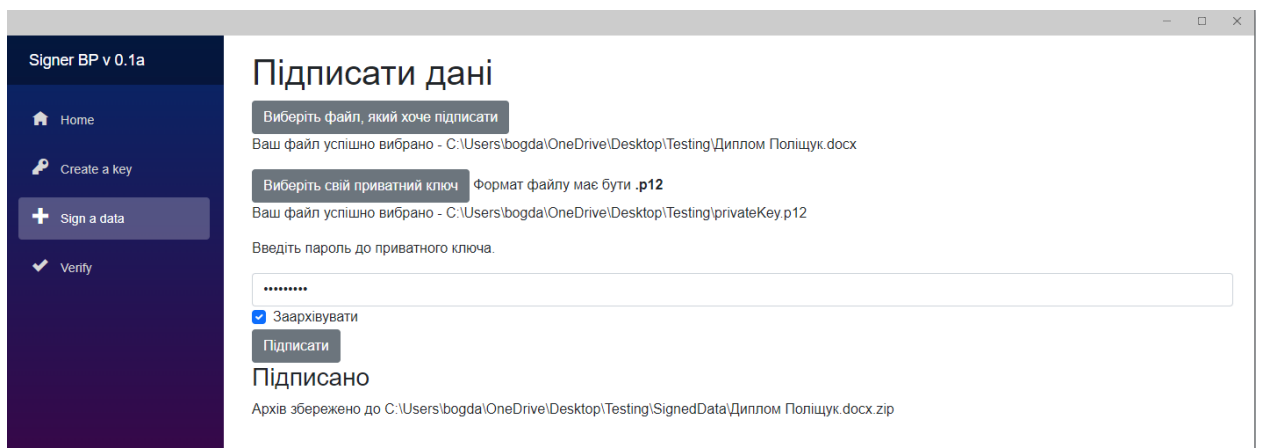 Signer BP v 0.1a
Home
Create a key
Sign a data
Verify
Підписати дані
Виберіть файл, який хоче підписати
Ваш файл успішно вибрано - C:\Users\bogda\OneDrive\Desktop\Testing\Диплом Поліщук.docx
Виберіть свій приватний ключ Формат файлу має бути .p12
Ваш файл успішно вибрано - C:\Users\bogda\OneDrive\Desktop\Testing\privateKey.p12
Введіть пароль до приватного ключа.
•••••••••
Заархівувати
Підписати
Підписано
Архів збережено до C:\Users\bogda\OneDrive\Desktop\Testing\SignedData\Диплом Поліщук.docx.zip